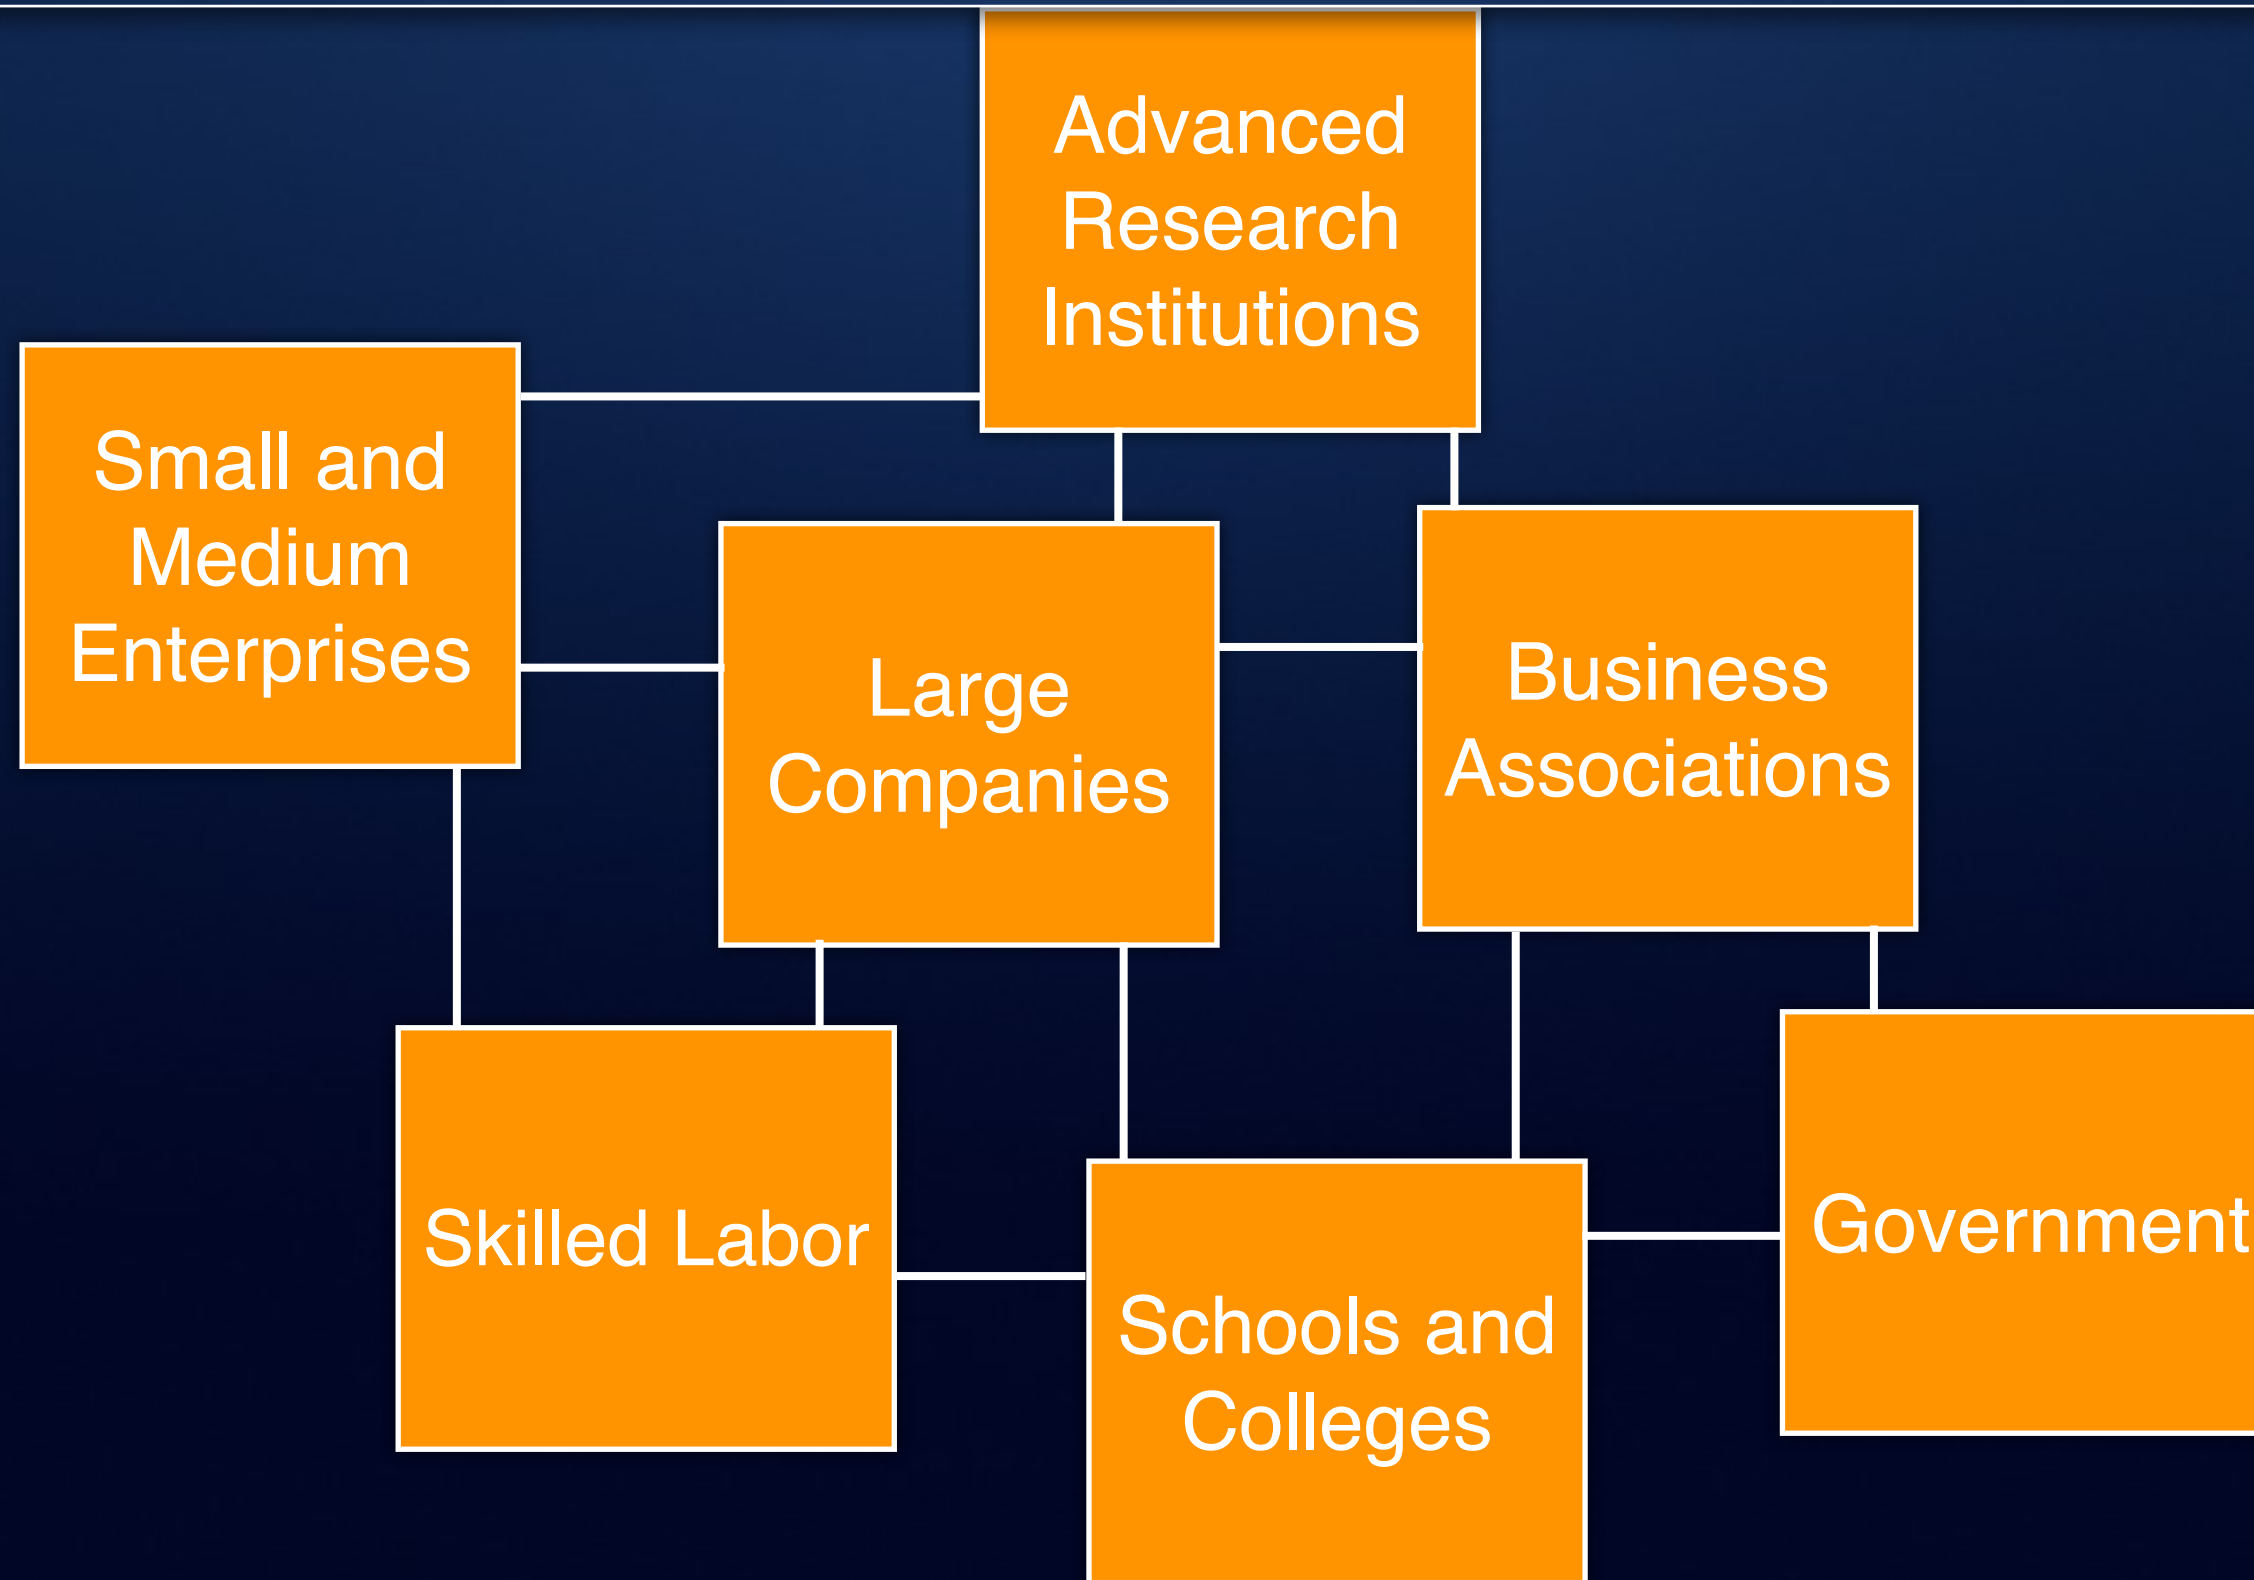 Advanced
Research
Institutions
Small and
Medium
Enterprises
Large
Companies
Business
Associations
Skilled Labor
Schools and
Colleges
Government